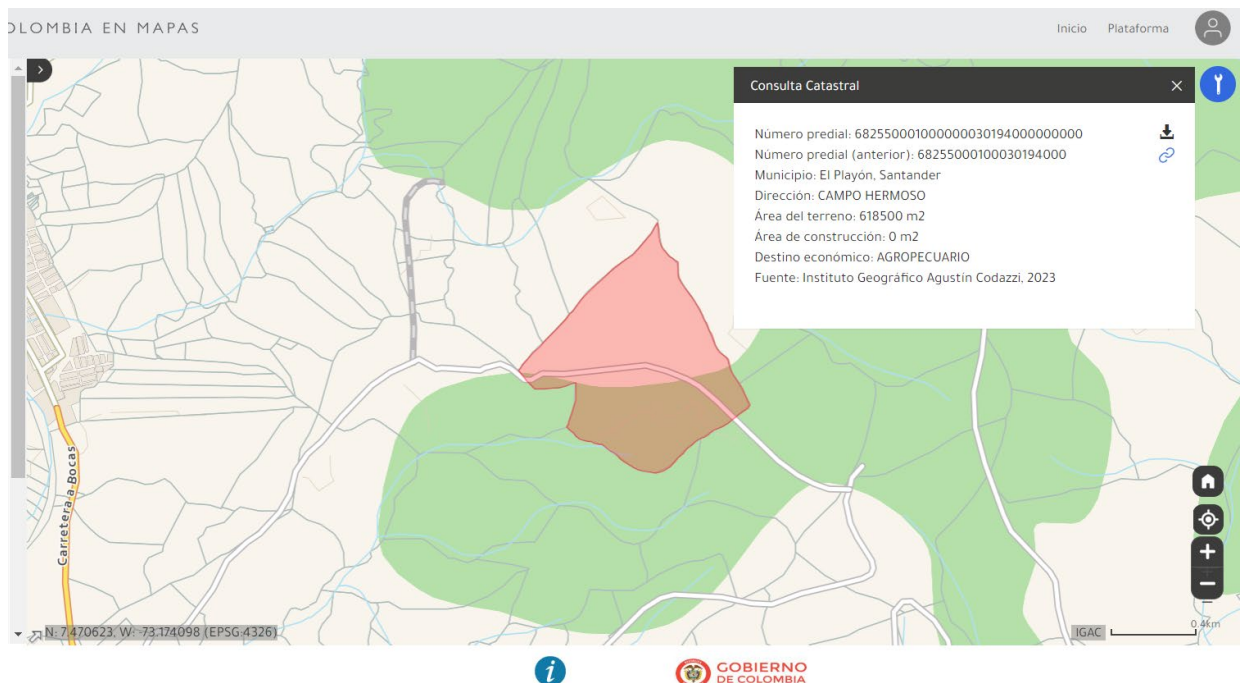 OLOMBIA EN MAPAS
Inicio
Plataforma
Consulta Catastral
Número predial: 682550001000000030194000000000
Número predial (anterior): 68255000100030194000
Municipio: El Playón, Santander
Dirección: CAMPO HERMOSO
Área del terreno: 618500 m2
Área de construcción: 0 m2
Destino económico: AGROPECUARIO
Fuente: Instituto Geográfico Agustín Codazzi, 2023
Carretera a Bocas
N: 7.470623, W: -73.174098 (EPSG:4326)
IGAC
0.4km
i
GOBIERNO
DE COLOMBIA